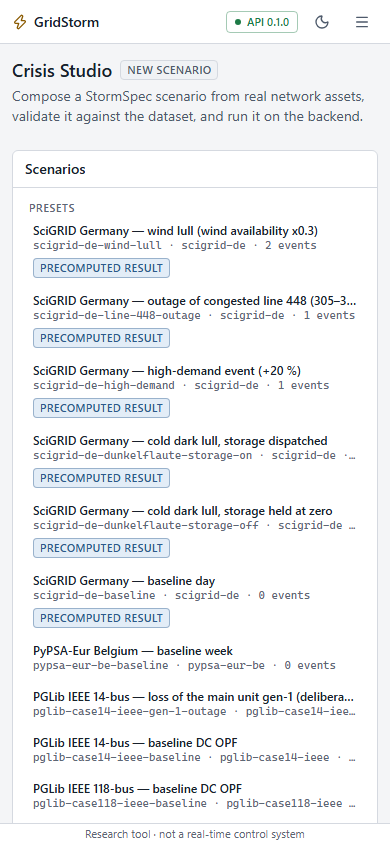 GridStorm
API 0.1.0
Crisis Studio
NEW SCENARIO
Compose a StormSpec scenario from real network assets,
validate it against the dataset, and run it on the backend.
Scenarios
PRESETS
SciGRID Germany — wind lull (wind availability x0.3)
scigrid-de-wind-lull · scigrid-de · 2 events
PRECOMPUTED RESULT
SciGRID Germany — outage of congested line 448 (305–3…
scigrid-de-line-448-outage · scigrid-de · 1 events
PRECOMPUTED RESULT
SciGRID Germany — high-demand event (+20 %)
scigrid-de-high-demand · scigrid-de · 1 events
PRECOMPUTED RESULT
SciGRID Germany — cold dark lull, storage dispatched
scigrid-de-dunkelflaute-storage-on · scigrid-de ·…
PRECOMPUTED RESULT
SciGRID Germany — cold dark lull, storage held at zero
scigrid-de-dunkelflaute-storage-off · scigrid-de …
PRECOMPUTED RESULT
SciGRID Germany — baseline day
scigrid-de-baseline · scigrid-de · 0 events
PRECOMPUTED RESULT
PyPSA-Eur Belgium — baseline week
pypsa-eur-be-baseline · pypsa-eur-be · 0 events
PGLib IEEE 14-bus — loss of the main unit gen-1 (delibera…
pglib-case14-ieee-gen-1-outage · pglib-case14-iee…
PGLib IEEE 14-bus — baseline DC OPF
pglib-case14-ieee-baseline · pglib-case14-ieee · …
PGLib IEEE 118-bus — baseline DC OPF
pglib-case118-ieee-baseline · pglib-case118-ieee …
Research tool · not a real-time control system